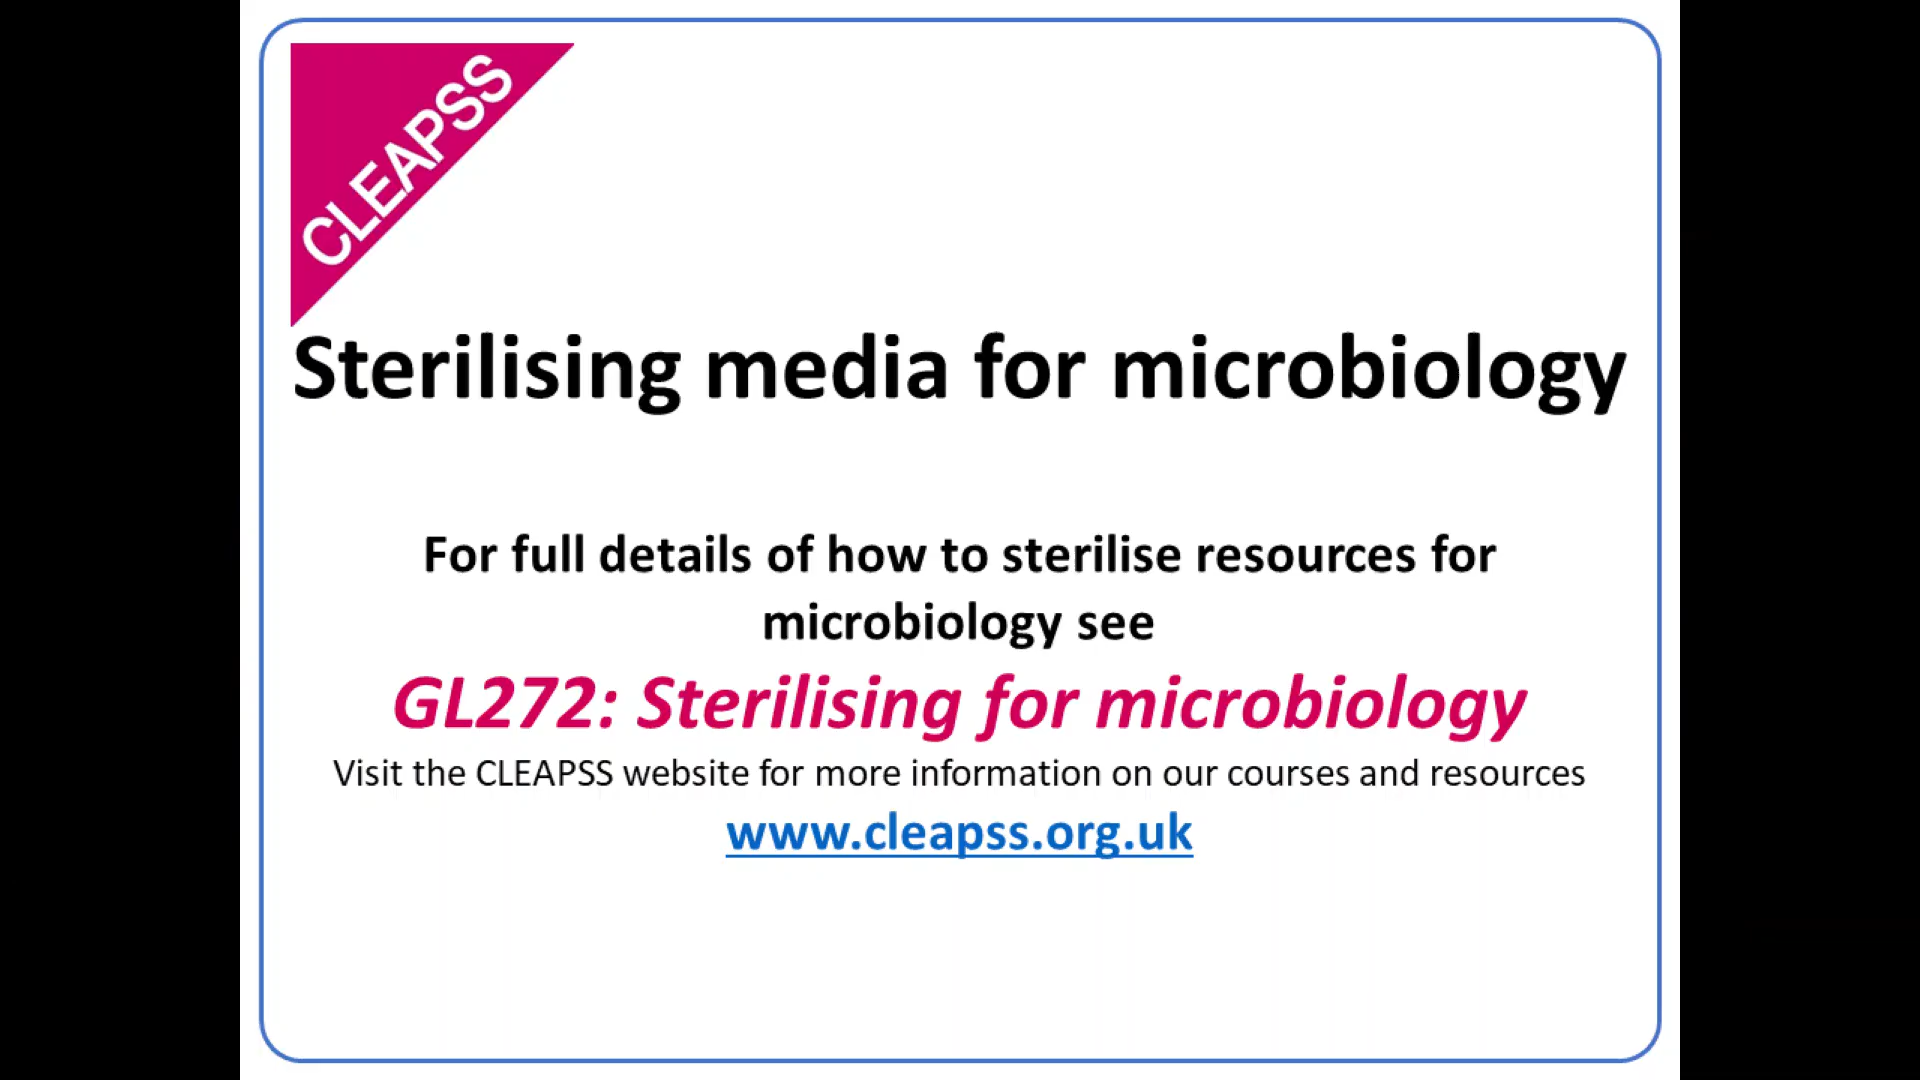 CLEAPSS
Sterilising media for microbiology
For full details of how to sterilise resources for
microbiology see
GL272: Sterilising for microbiology
Visit the CLEAPSS website for more information on our courses and resources
www.cleapss.org.uk